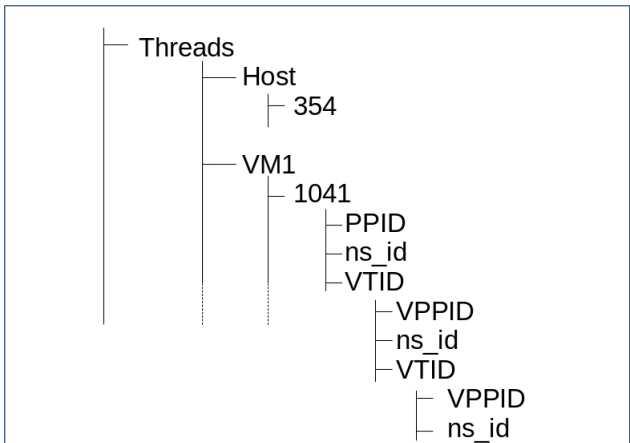 Threads
Host
354
VM1
1041
PPID
ns_id
VTID
VPPID
ns_id
VTID
VPPID
ns_id